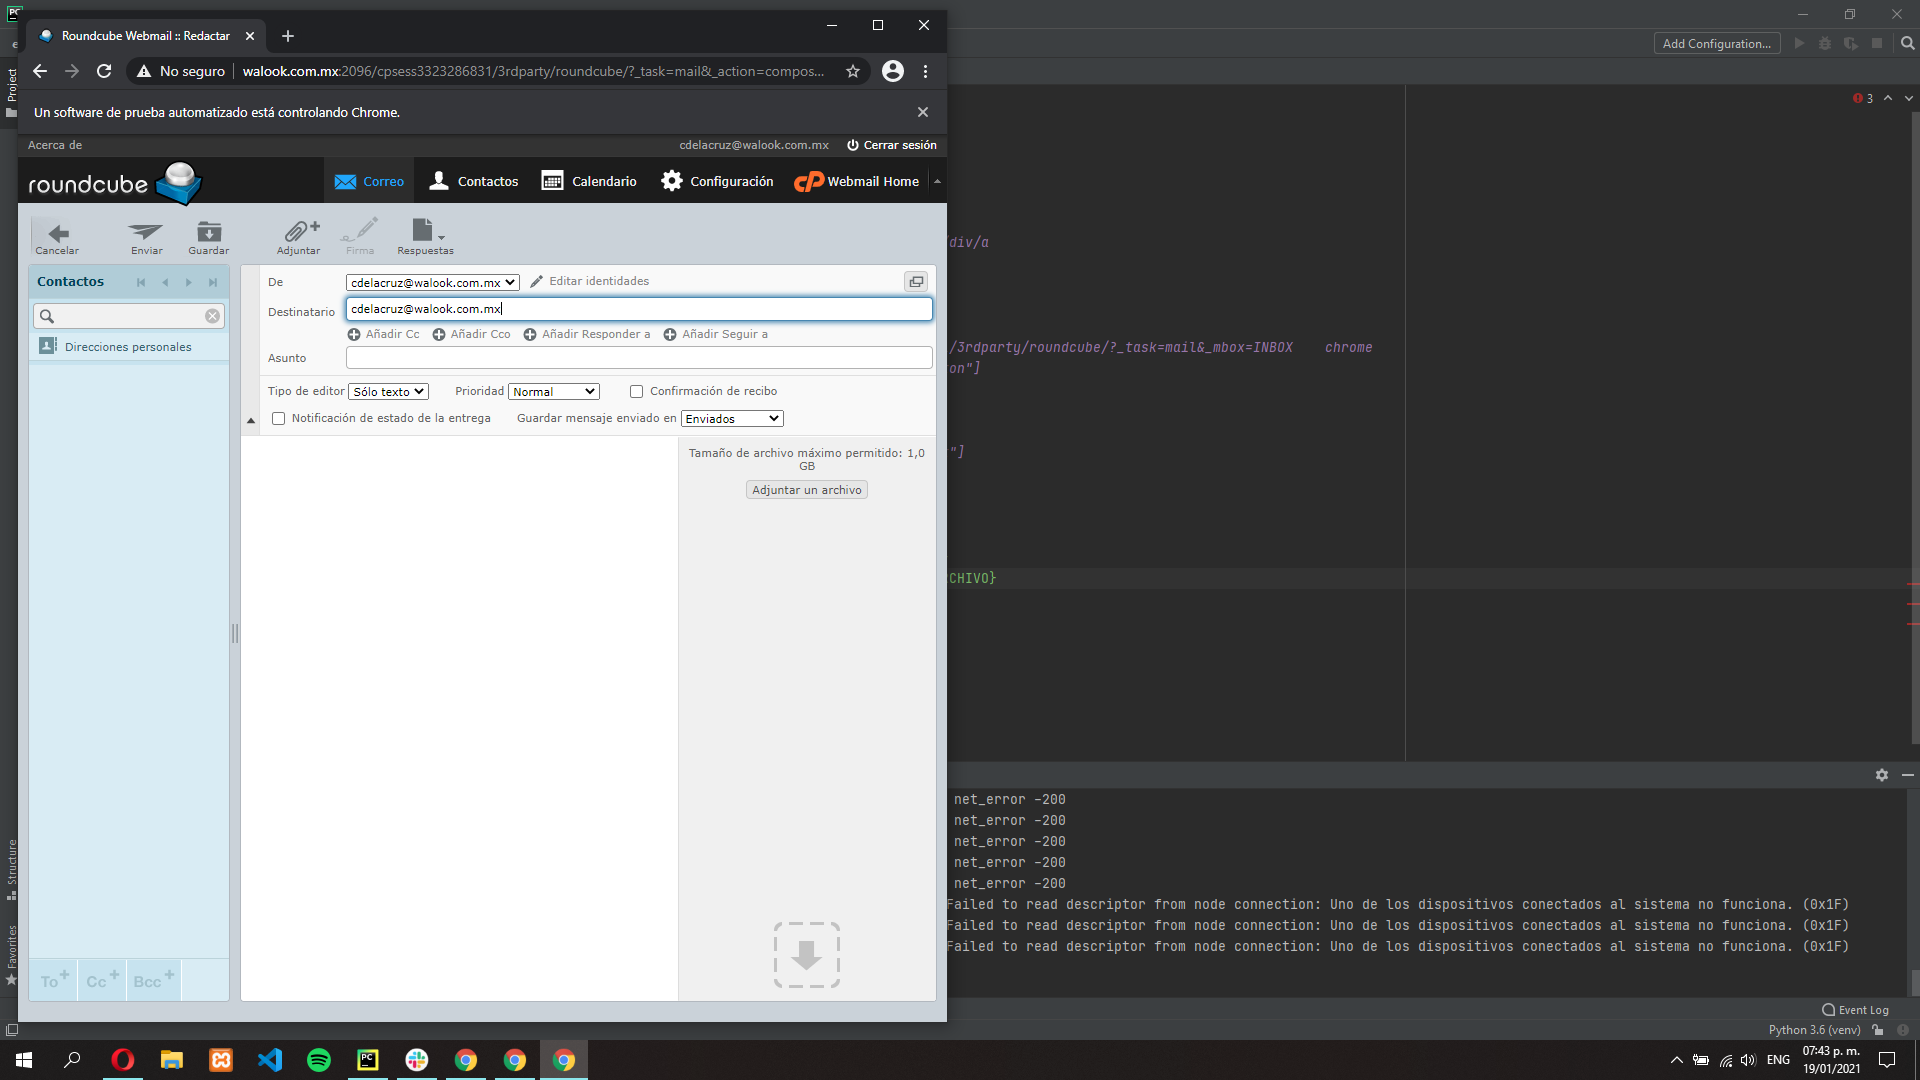 Roundcube Webmail :: Redactar
No seguro
walook.com.mx:2096/cpsess3323286831/3rdparty/roundcube/?_task=mail&_action=compos...
Un software de prueba automatizado está controlando Chrome.
Acerca de
cdelacruz@walook.com.mx
Cerrar sesión
roundcube
Correo
Contactos
Calendario
Configuración
cP Webmail Home
Cancelar
Enviar
Guardar
Adjuntar
Firma
Respuestas
Contactos
Direcciones personales
De
cdelacruz@walook.com.mx
Editar identidades
Destinatario
cdelacruz@walook.com.mx
Añadir Cc
Añadir Cco
Añadir Responder a
Añadir Seguir a
Asunto
Tipo de editor
Sólo texto
Prioridad
Normal
Confirmación de recibo
Notificación de estado de la entrega
Guardar mensaje enviado en
Enviados
Tamaño de archivo máximo permitido: 1,0
GB
Adjuntar un archivo
To+
Cc+
Bcc+
PC
Project
Structure
Favorites
Add Configuration...
3
div/a
/3rdparty/roundcube/?_task=mail&_mbox=INBOX    chrome
on"]
"]
CHIVO}
net_error -200
net_error -200
net_error -200
net_error -200
net_error -200
Failed to read descriptor from node connection: Uno de los dispositivos conectados al sistema no funciona. (0x1F)
Failed to read descriptor from node connection: Uno de los dispositivos conectados al sistema no funciona. (0x1F)
Failed to read descriptor from node connection: Uno de los dispositivos conectados al sistema no funciona. (0x1F)
Event Log
Python 3.6 (venv)
PC
ENG
07:43 p. m.
19/01/2021